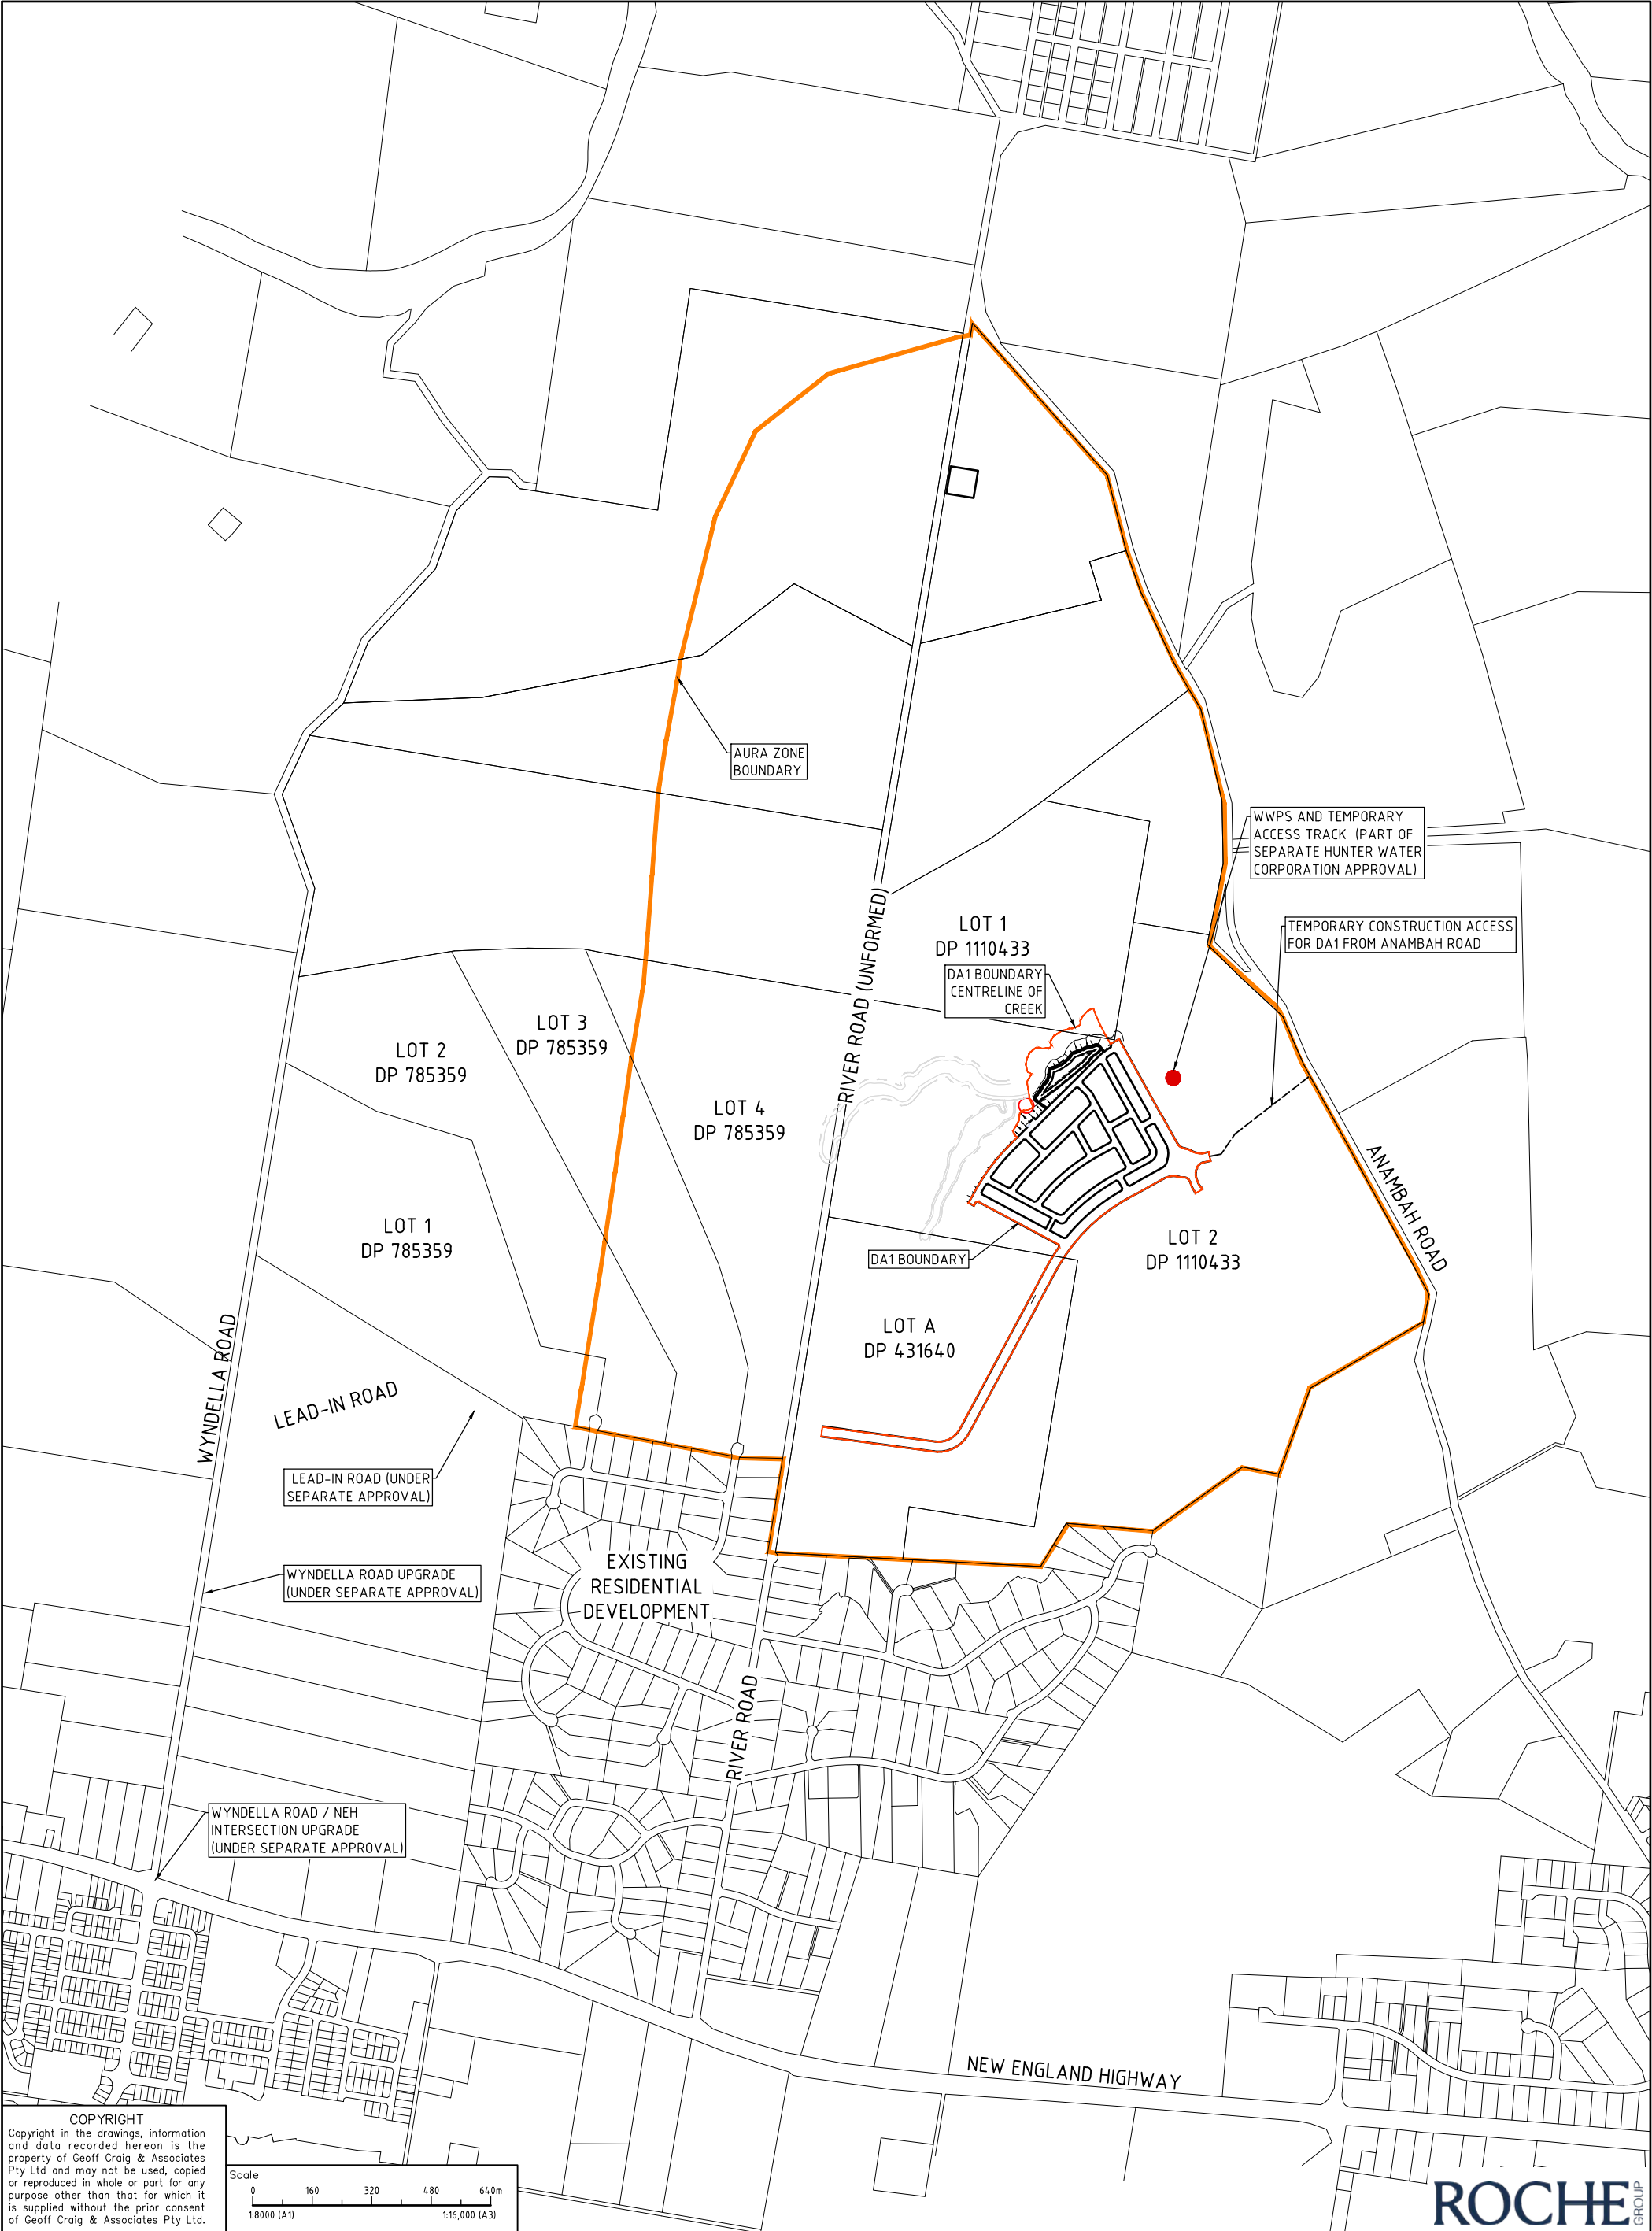 AURA ZONE
BOUNDARY
WWPS AND TEMPORARY
ACCESS TRACK (PART OF
SEPARATE HUNTER WATER
CORPORATION APPROVAL)
TEMPORARY CONSTRUCTION ACCESS
FOR DA1 FROM ANAMBAH ROAD
RIVER ROAD (UNFORMED)
LOT 1
DP 1110433
DA1 BOUNDARY
CENTRELINE OF
CREEK
LOT 3
DP 785359
LOT 2
DP 785359
LOT 4
DP 785359
ANAMBAH ROAD
LOT 1
DP 785359
LOT 2
DP 1110433
DA1 BOUNDARY
LOT A
DP 431640
WYNDELLA ROAD
LEAD-IN ROAD
LEAD-IN ROAD (UNDER
SEPARATE APPROVAL)
WYNDELLA ROAD UPGRADE
(UNDER SEPARATE APPROVAL)
EXISTING
RESIDENTIAL
DEVELOPMENT
RIVER ROAD
WYNDELLA ROAD / NEH
INTERSECTION UPGRADE
(UNDER SEPARATE APPROVAL)
NEW ENGLAND HIGHWAY
COPYRIGHT
Copyright in the drawings, information
and data recorded hereon is the
property of Geoff Craig & Associates
Pty Ltd and may not be used, copied
or reproduced in whole or part for any
purpose other than that for which it
is supplied without the prior consent
of Geoff Craig & Associates Pty Ltd.
Scale
0 160 320 480 640m
1:8000 (A1) 1:16,000 (A3)
ROCHE GROUP